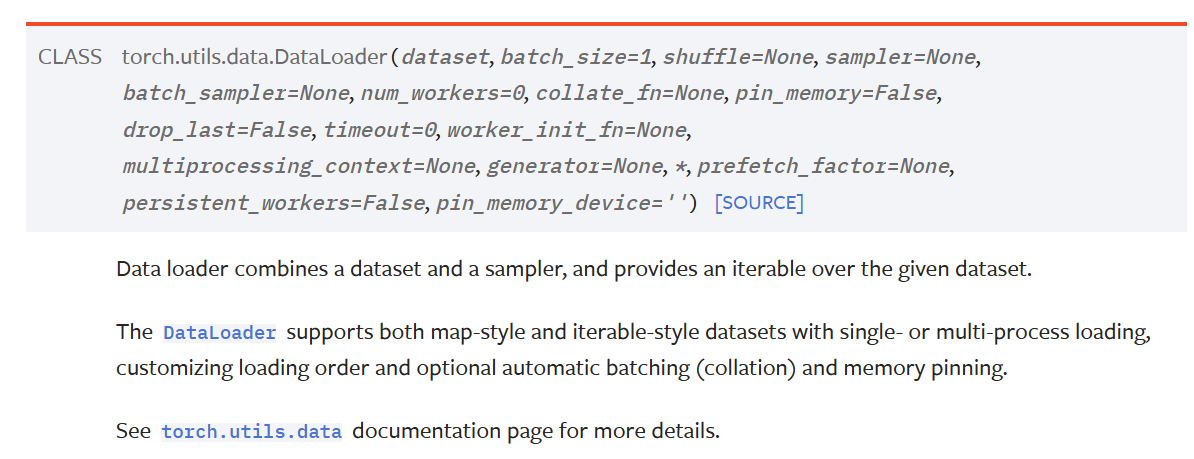 CLASS torch.utils.data.DataLoader(dataset, batch_size=1, shuffle=None, sampler=None,
batch_sampler=None, num_workers=0, collate_fn=None, pin_memory=False,
drop_last=False, timeout=0, worker_init_fn=None,
multiprocessing_context=None, generator=None, *, prefetch_factor=None,
persistent_workers=False, pin_memory_device='') [SOURCE]
Data loader combines a dataset and a sampler, and provides an iterable over the given dataset.
The DataLoader supports both map-style and iterable-style datasets with single- or multi-process loading,
customizing loading order and optional automatic batching (collation) and memory pinning.
See torch.utils.data documentation page for more details.